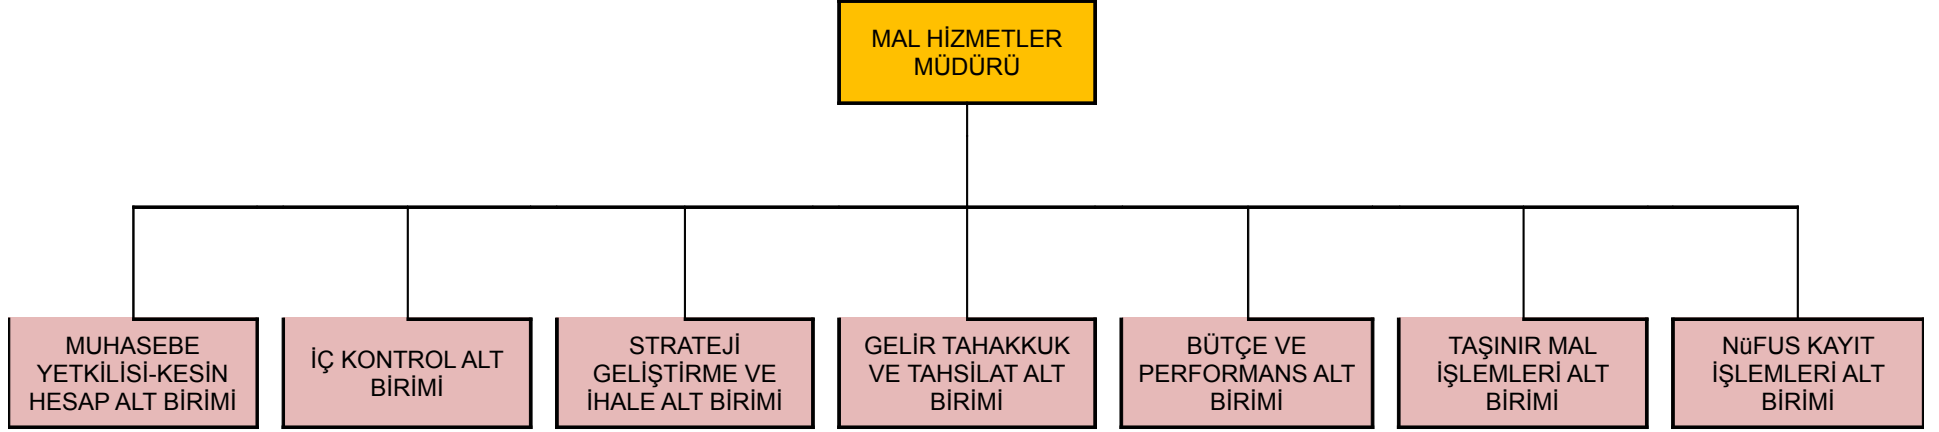 MAL HİZMETLER
MÜDÜRÜ
MUHASEBE
YETKİLİSİ-KESİN
HESAP ALT BİRİMİ
İÇ KONTROL ALT
BİRİMİ
STRATEJİ
GELİŞTİRME VE
İHALE ALT BİRİMİ
GELİR TAHAKKUK
VE TAHSİLAT ALT
BİRİMİ
BÜTÇE VE
PERFORMANS ALT
BİRİMİ
TAŞINIR MAL
İŞLEMLERİ ALT
BİRİMİ
NüFUS KAYIT
İŞLEMLERİ ALT
BİRİMİ